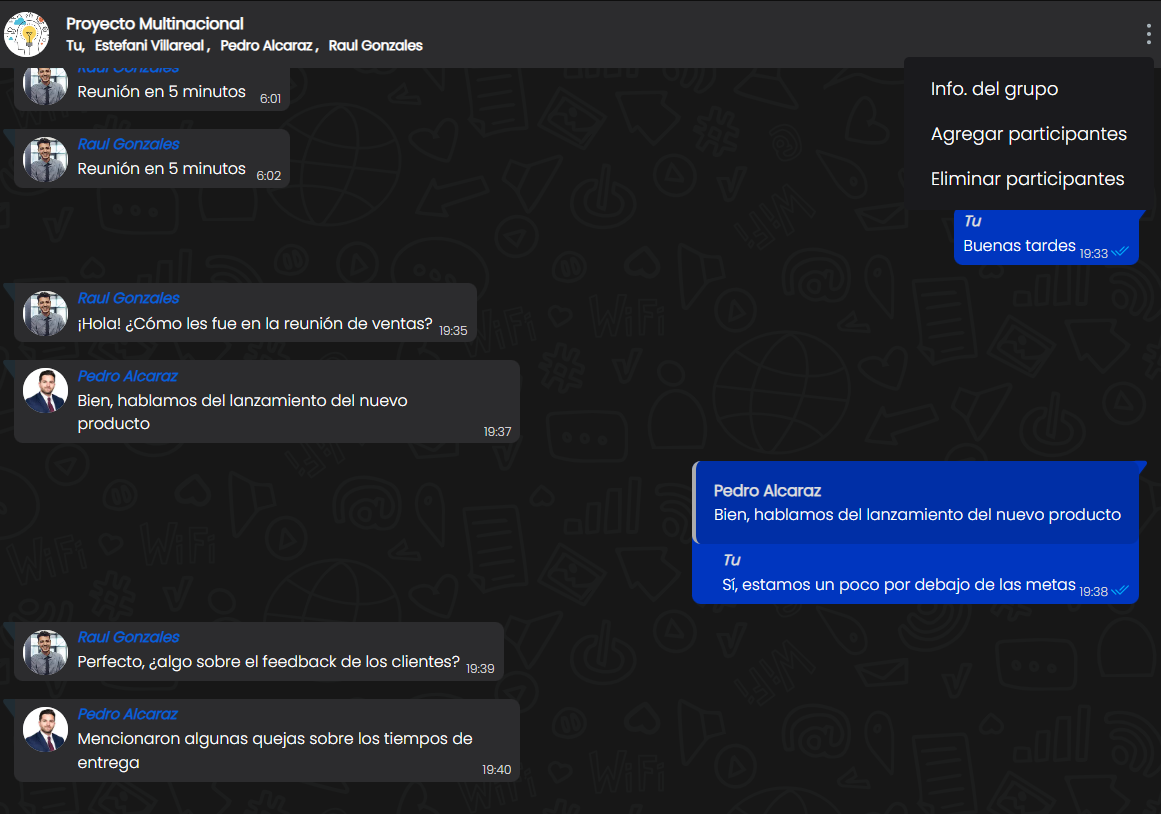 Proyecto Multinacional
Tu, Estefani Villareal , Pedro Alcaraz , Raul Gonzales
Info. del grupo
Agregar participantes
Eliminar participantes
Raul Gonzales
Reunión en 5 minutos 6:01
Raul Gonzales
Reunión en 5 minutos 6:02
Tu
Buenas tardes 19:33
Raul Gonzales
¡Hola! ¿Cómo les fue en la reunión de ventas? 19:35
Pedro Alcaraz
Bien, hablamos del lanzamiento del nuevo
producto
19:37
Pedro Alcaraz
Bien, hablamos del lanzamiento del nuevo producto
Tu
Sí, estamos un poco por debajo de las metas 19:38
Raul Gonzales
Perfecto, ¿algo sobre el feedback de los clientes? 19:39
Pedro Alcaraz
Mencionaron algunas quejas sobre los tiempos de
entrega
19:40